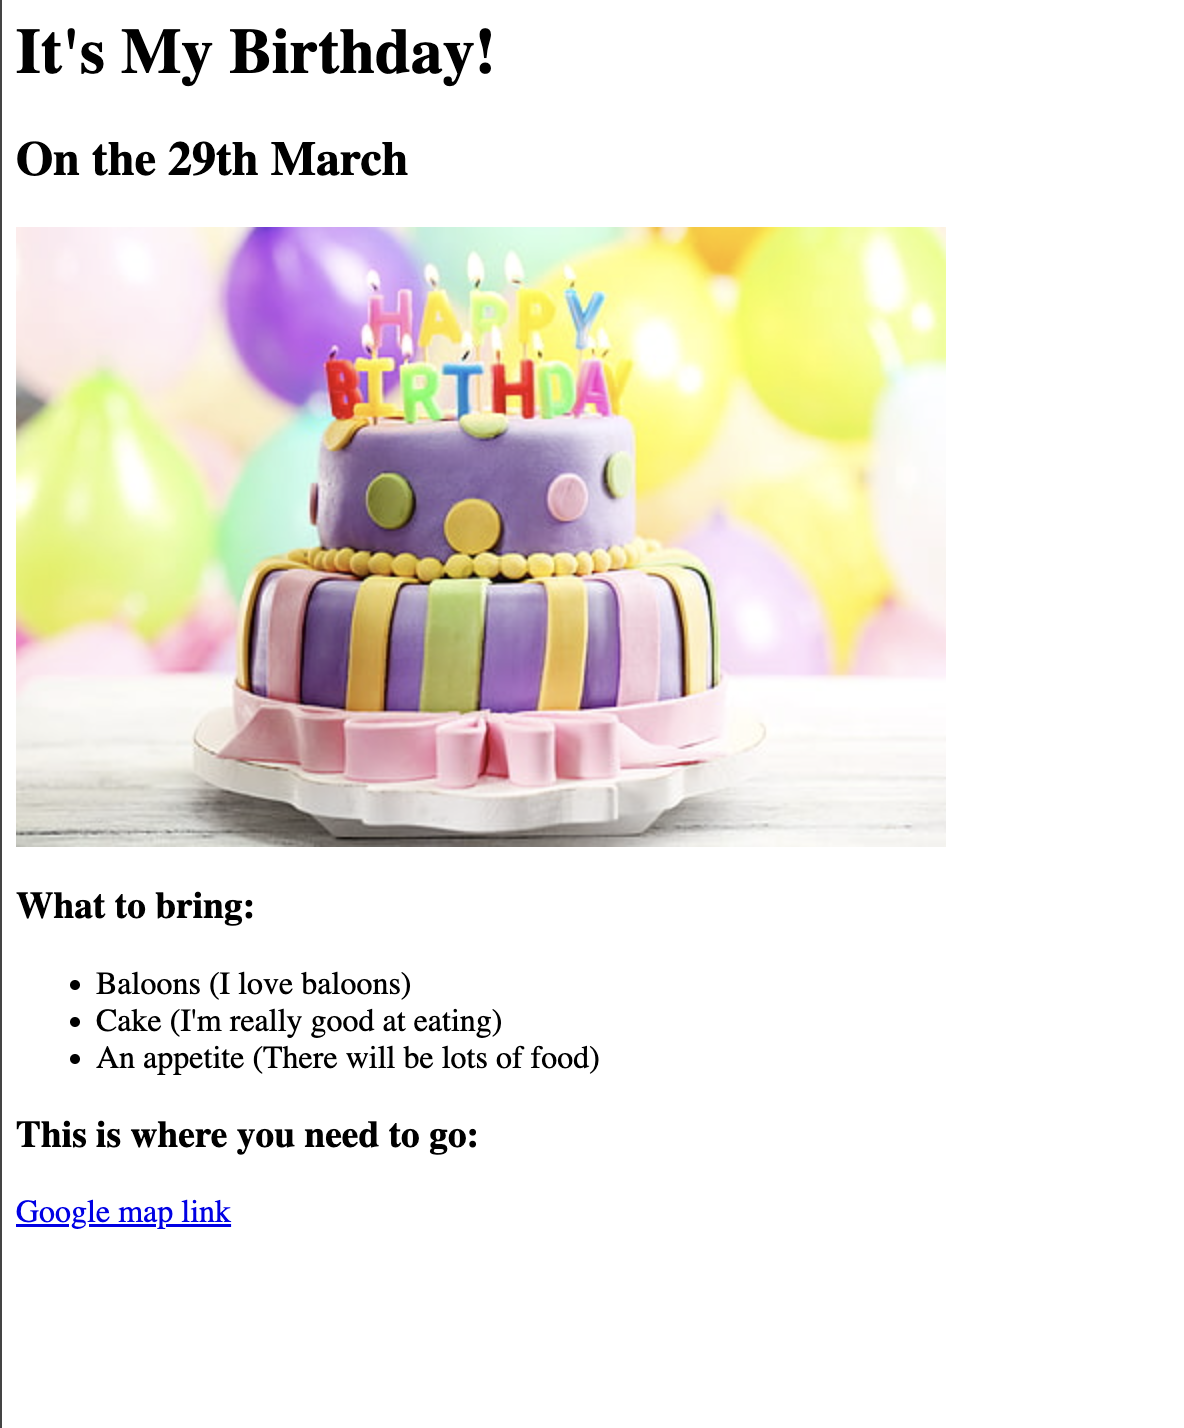 It's My Birthday!
On the 29th March
HAPPY
BIRTHDAY
What to bring:
Baloons (I love baloons)
Cake (I'm really good at eating)
An appetite (There will be lots of food)
This is where you need to go:
Google map link